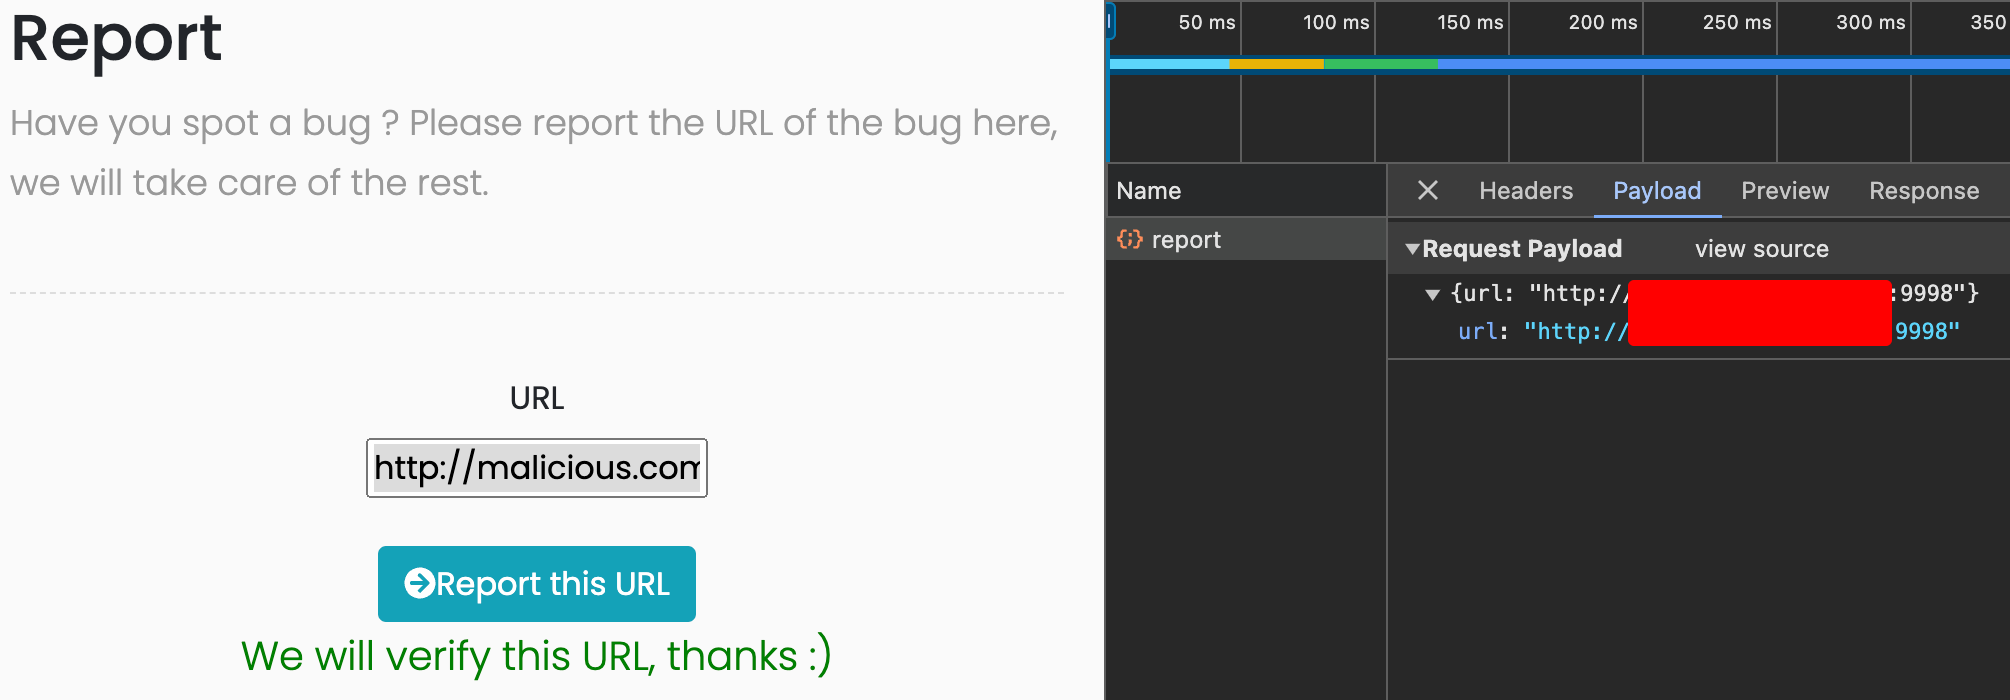 Report
Have you spot a bug ? Please report the URL of the bug here,
we will take care of the rest.
URL
http://malicious.com
Report this URL
We will verify this URL, thanks :)
50 ms 100 ms 150 ms 200 ms 250 ms 300 ms 350
Name
Headers Payload Preview Response
{;} report
Request Payload view source
{url: "http:// :9998"}
url: "http:// 9998"